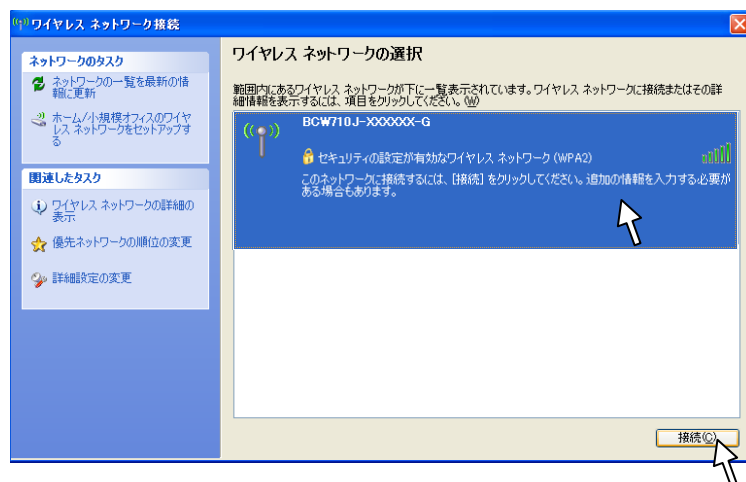 ワイヤレス ネットワーク接続
ネットワークのタスク
ネットワークの一覧を最新の情
報に更新
ホーム/小規模オフィスのワイヤ
レス ネットワークをセットアップす
る
関連したタスク
ワイヤレス ネットワークの詳細の
表示
優先ネットワークの順位の変更
詳細設定の変更
ワイヤレス ネットワークの選択
範囲内にあるワイヤレス ネットワークが下に一覧表示されています。ワイヤレス ネットワークに接続またはその詳
細情報を表示するには、項目をクリックしてください。(W)
BCW710J-XXXXXX-G
セキュリティの設定が有効なワイヤレス ネットワーク (WPA2)
このネットワークに接続するには、[接続] をクリックしてください。追加の情報を入力する必要が
ある場合もあります。
接続(C)